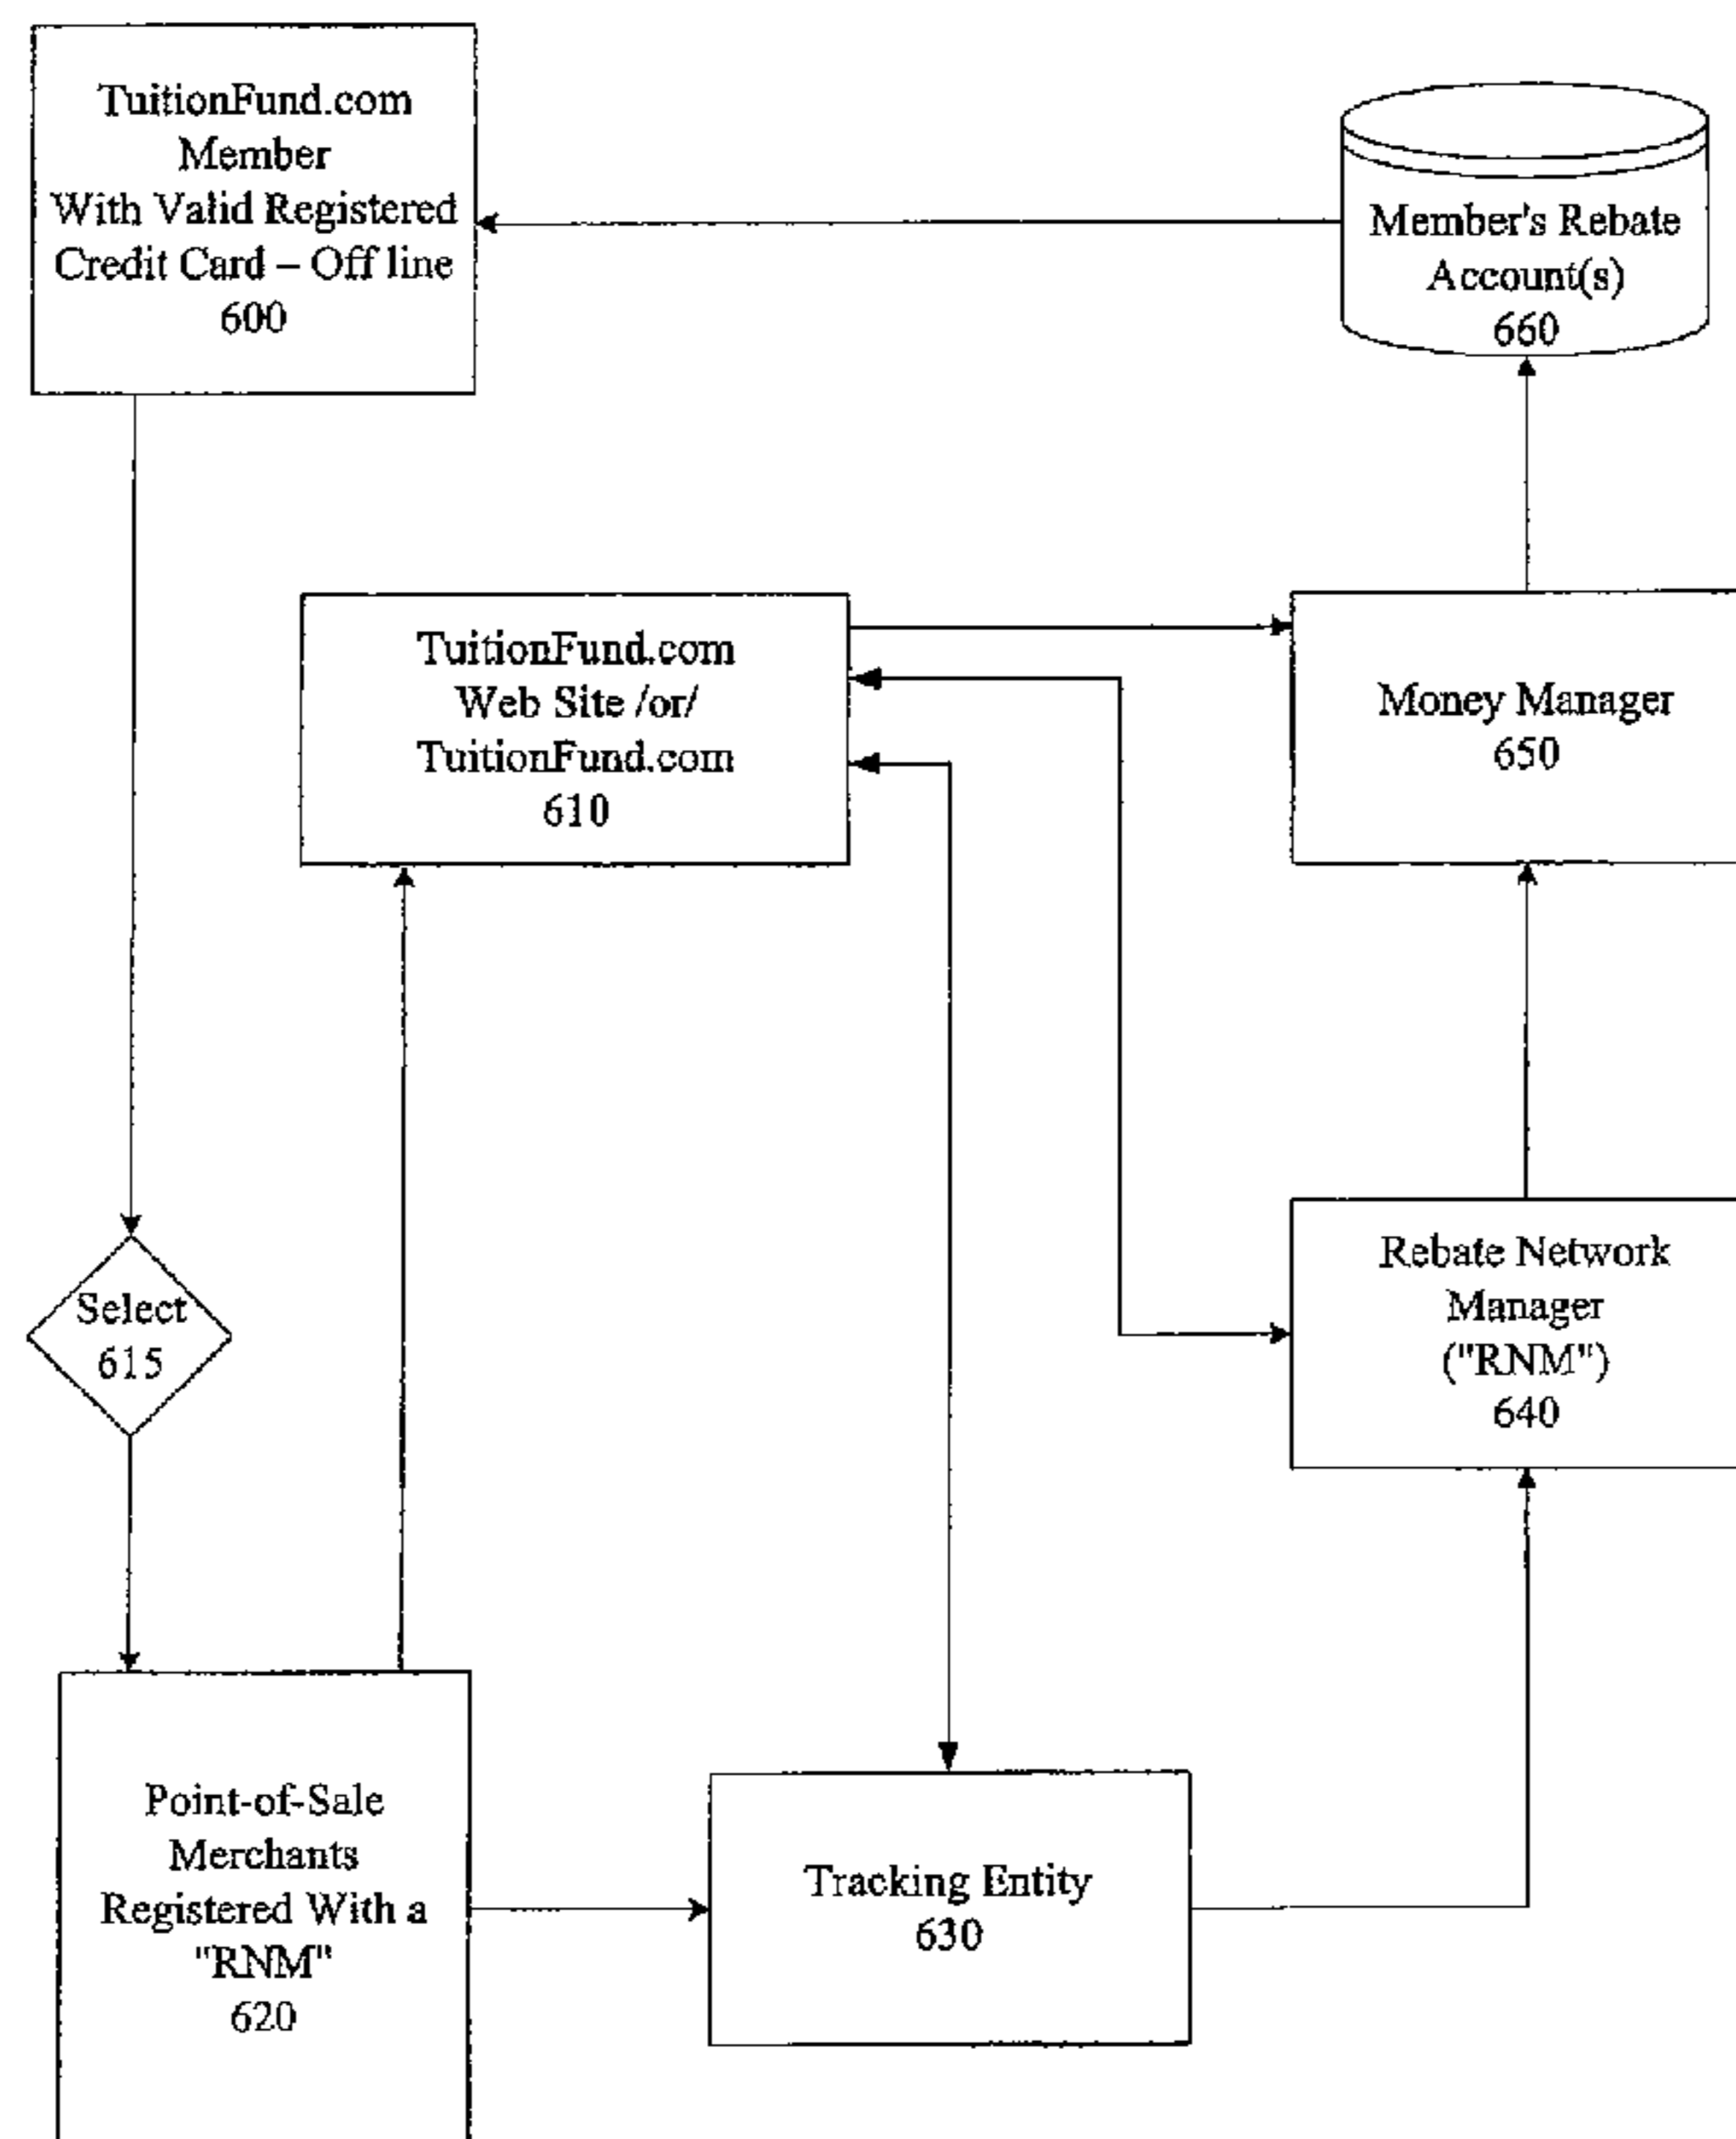 TuitionFund.com
Member
With Valid Registered
Credit Card – Off line
600
Member's Rebate
Account(s)
660
TuitionFund.com
Web Site /or/
TuitionFund.com
610
Money Manager
650
Select
615
Rebate Network
Manager
("RNM")
640
Point-of-Sale
Merchants
Registered With a
"RNM"
620
Tracking Entity
630